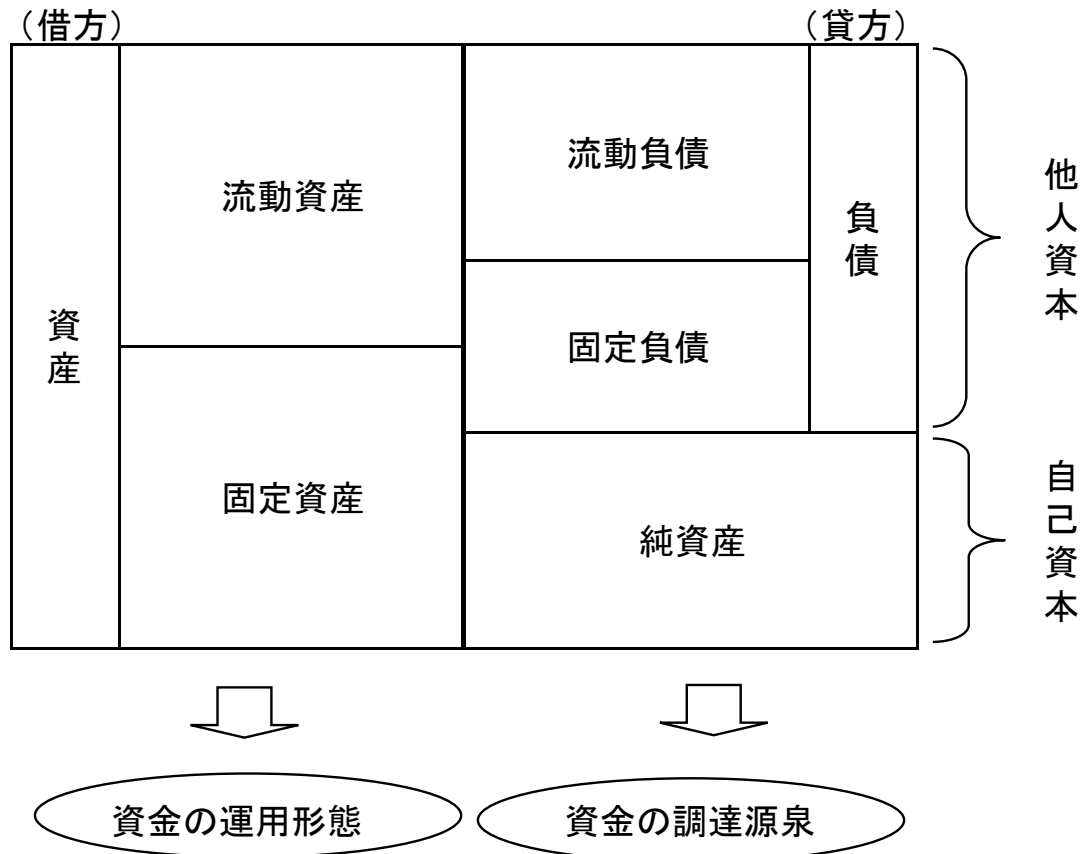 （借方）
（貸方）
資産
流動資産
固定資産
流動負債
固定負債
負債
純資産
他人資本
自己資本
資金の運用形態
資金の調達源泉